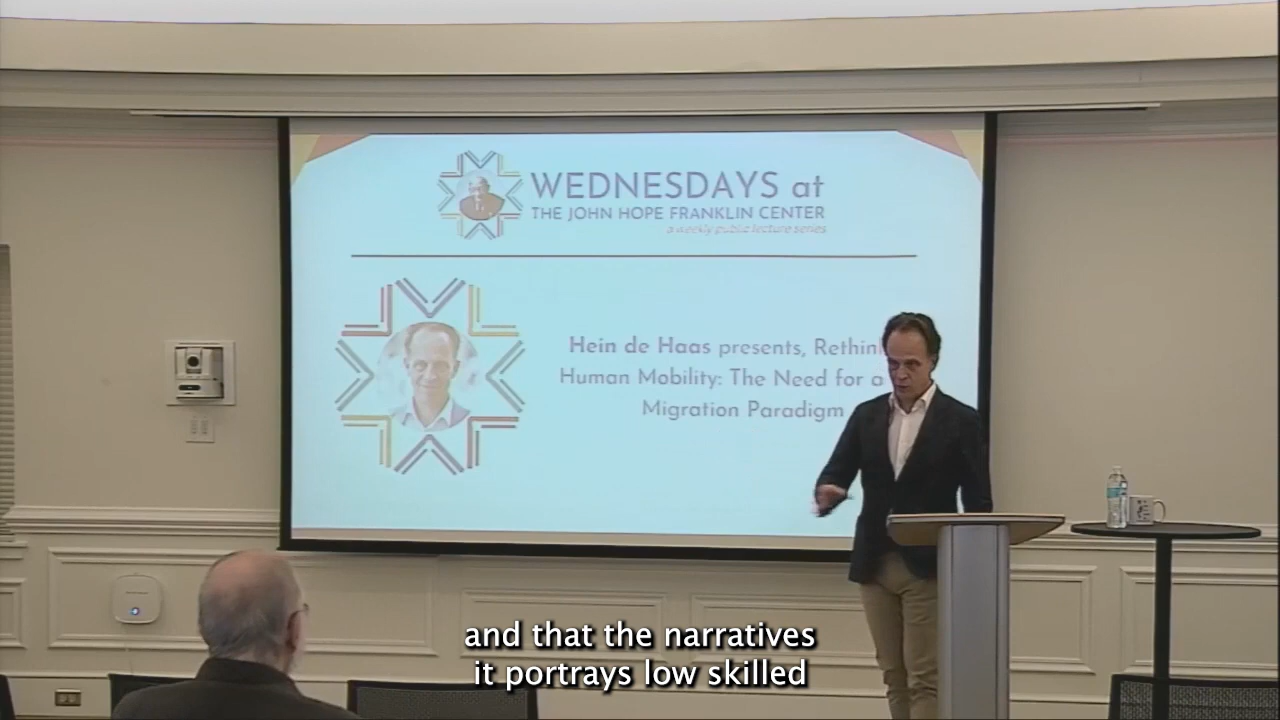 WEDNESDAYS at
THE JOHN HOPE FRANKLIN CENTER
a weekly public lecture series
Hein de Haas presents,
Human Mobility: The Need for a
Migration Paradigm
and that the narratives
it portrays low skilled